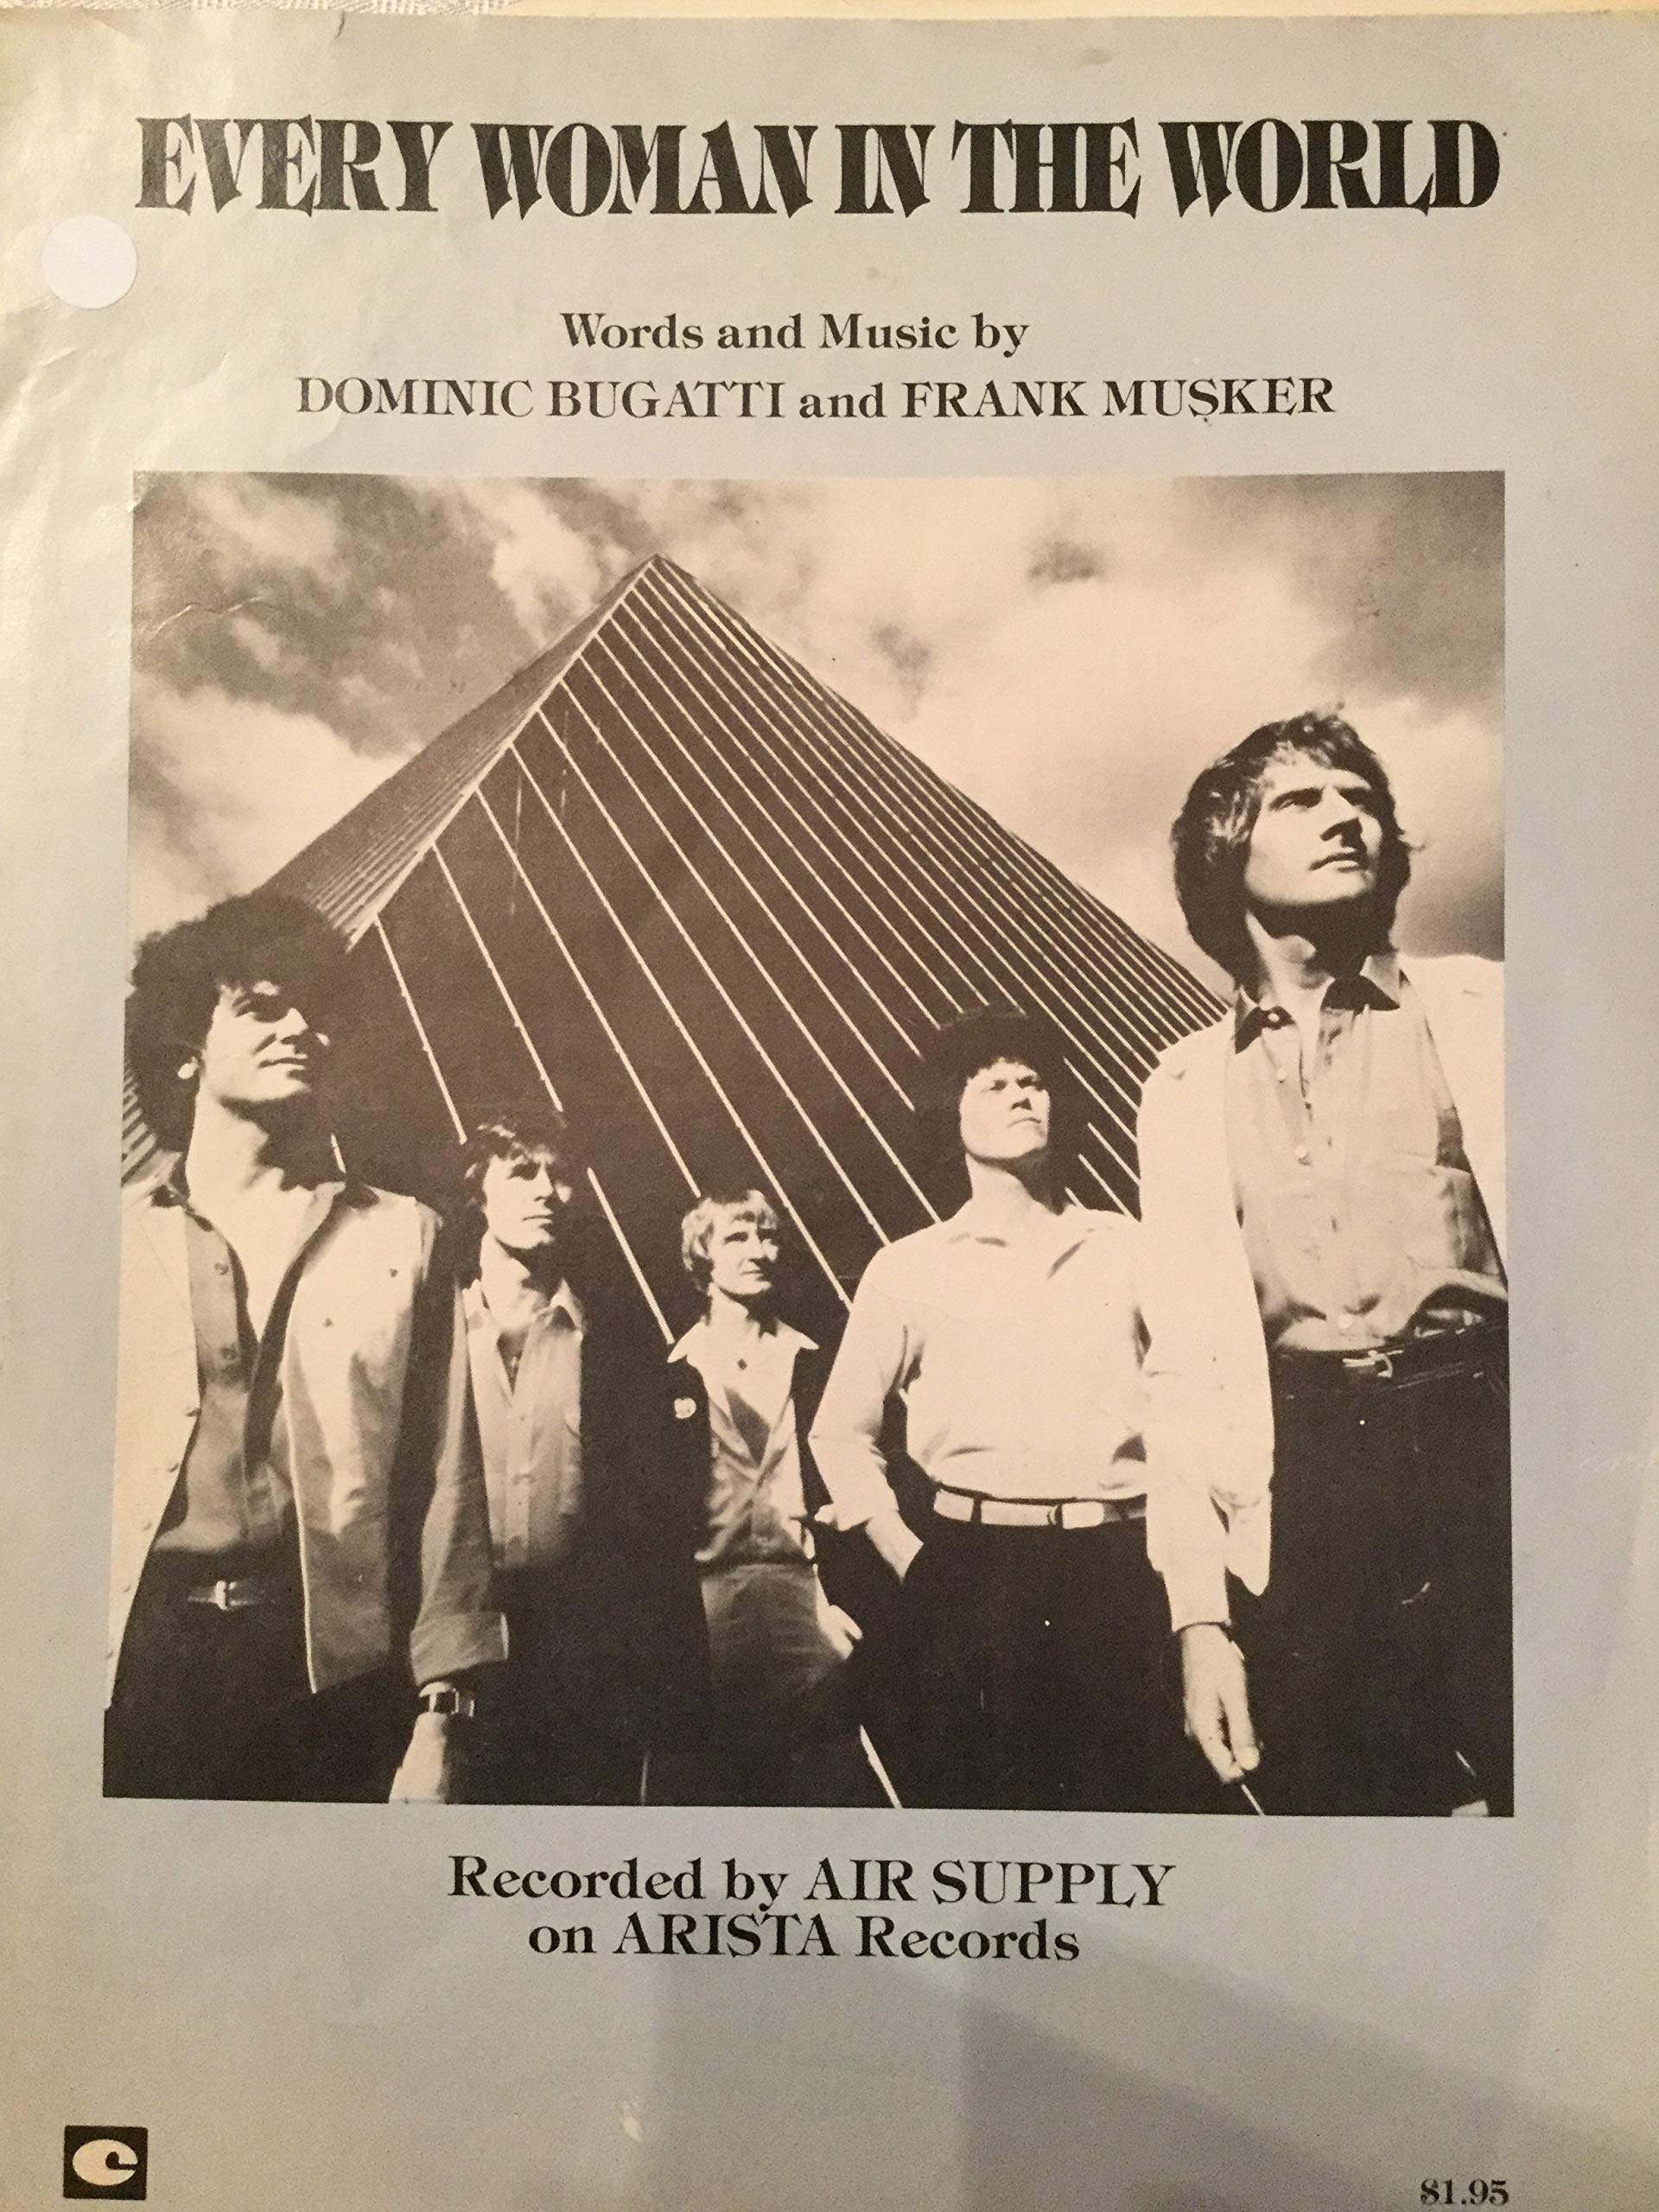 EVERY WOMAN IN THE WORLD
Words and Music by
DOMINIC BUGATTI and FRANK MUSKER
Recorded by AIR SUPPLY
on ARISTA Records
C
$1.95